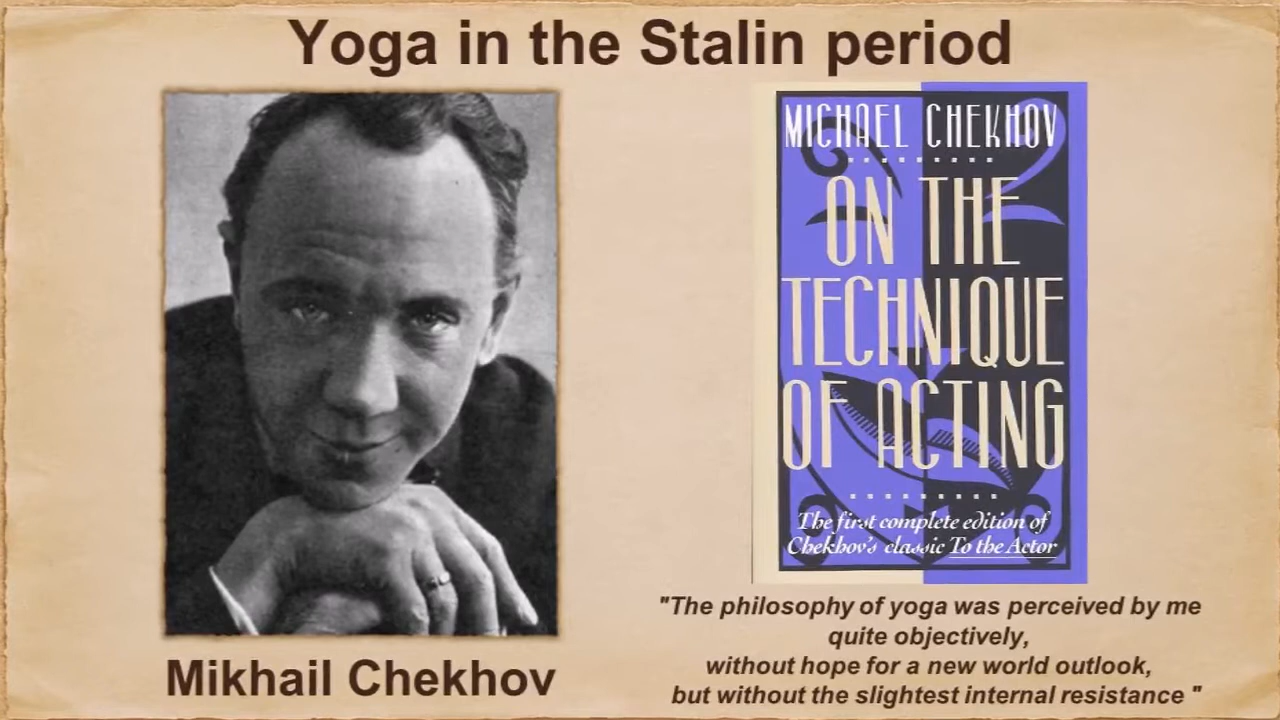 Yoga in the Stalin period
MICHAEL CHEKHOV
ON THE
TECHNIQUE
OF ACTING
The first complete edition of
Chekhov's classic To the Actor
"The philosophy of yoga was perceived by me
quite objectively,
without hope for a new world outlook,
but without the slightest internal resistance "
Mikhail Chekhov